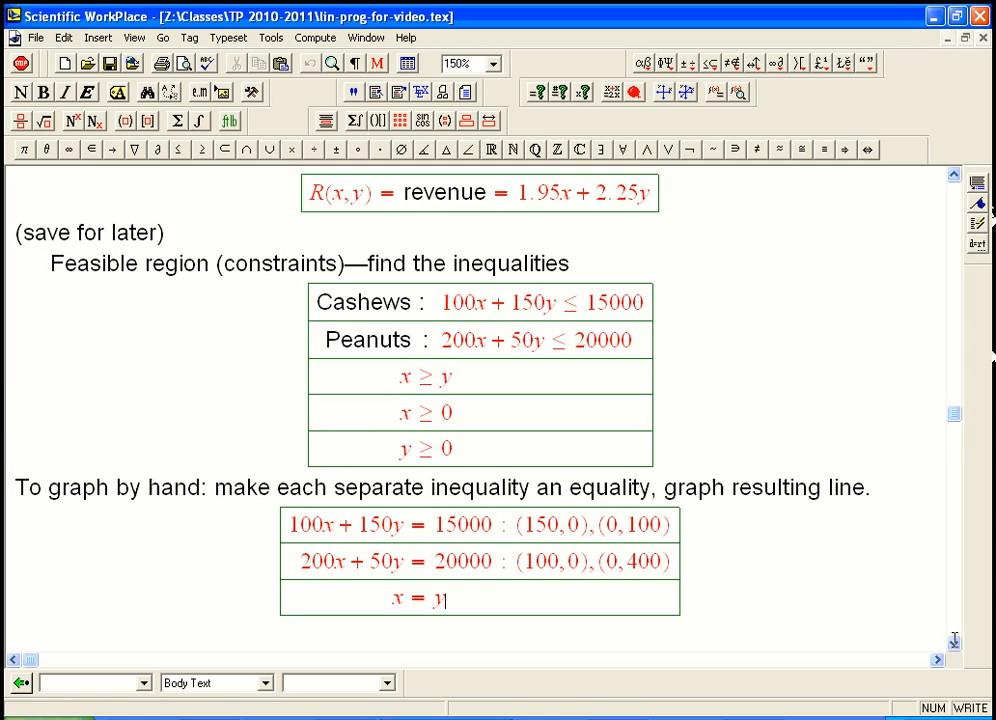 Scientific WorkPlace - [Z:\Classes\TP 2010-2011\lin-prog-for-video.tex]
File Edit Insert View Go Tag Typeset Tools Compute Window Help
150%
N B I E
π θ ∞ ∈ → ∇ ∂ ≤ ≥ ⊂ ∩ ∪ × ÷ ± ∘ · ∅ ∡ △ ∠ ℝ ℕ ℚ ℤ ℂ ∃ ∀ ∧ ∨ ¬ ~ ∋ ≠ ≈ ≅ ≡ ⇒ ⇔
R(x,y) = revenue = 1.95x + 2.25y
(save for later)
Feasible region (constraints)—find the inequalities
Cashews : 100x + 150y ≤ 15000
Peanuts : 200x + 50y ≤ 20000
x ≥ y
x ≥ 0
y ≥ 0
To graph by hand: make each separate inequality an equality, graph resulting line.
100x + 150y = 15000 : (150,0),(0,100)
200x + 50y = 20000 : (100,0),(0,400)
x = y
Body Text
NUM WRITE